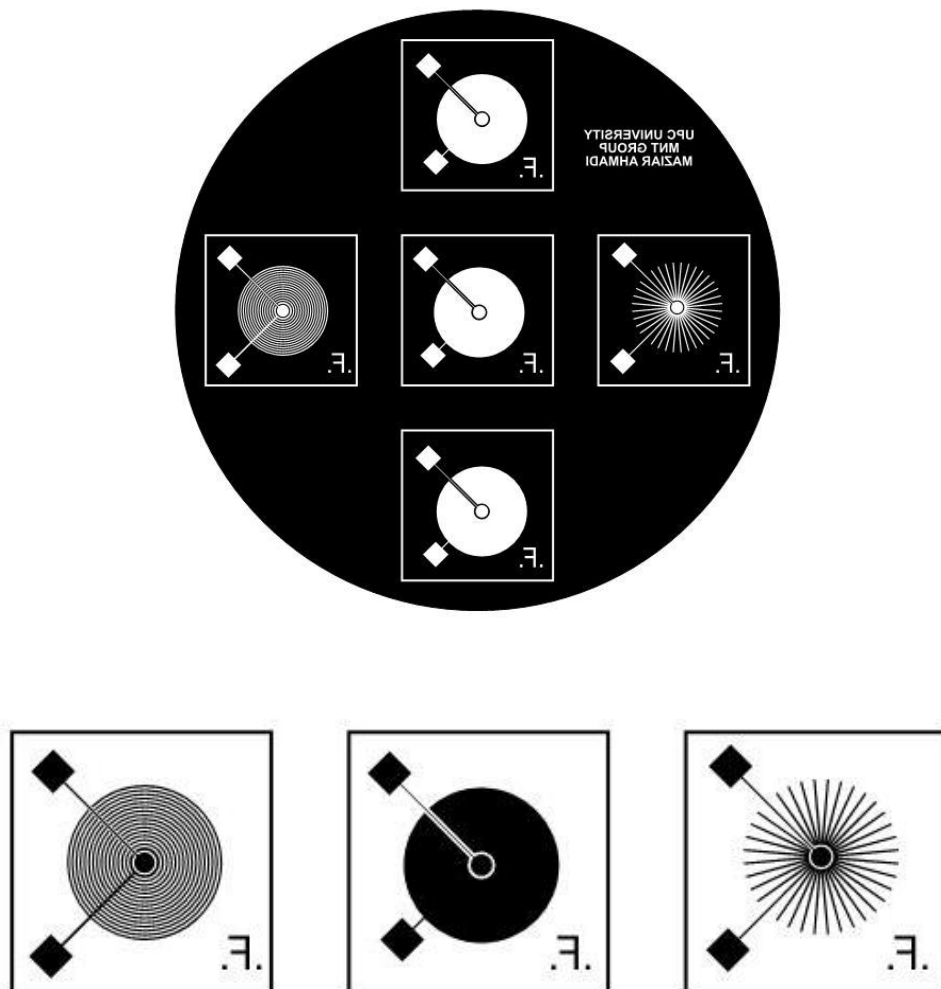 UPC UNIVERSITY
MNT GROUP
MAZIAR AHMADI
.F.
.F.
.F.
.F.
.F.
.F.
.F.
.F.